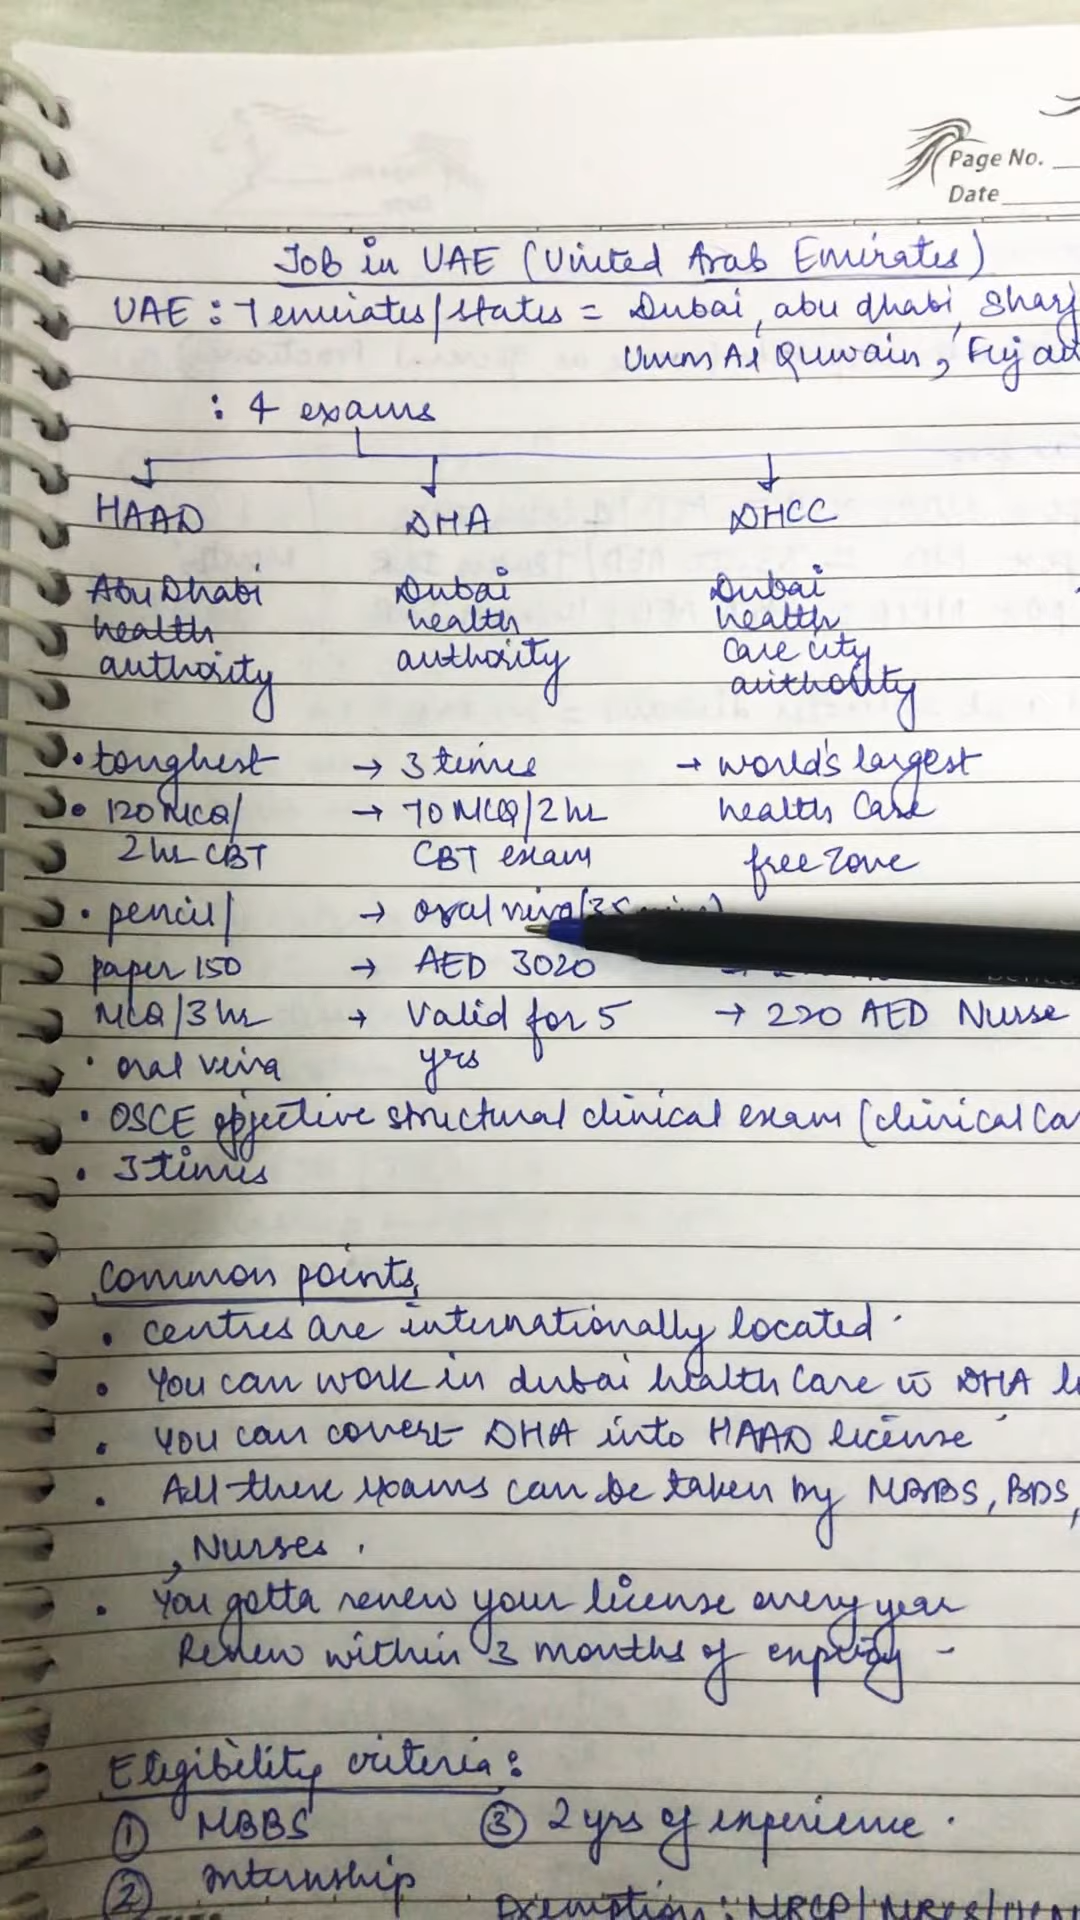 Page No.
Date
Job in UAE (United Arab Emirates)
UAE : 7 emirates/states = Dubai, abu dhabi, Sharj
Umm Al Quwain, Fuj
: 4 exams
HAAD DHA DHCC
Abu Dhabi Dubai Dubai
health health health
authority authority care city
authority
• toughest → 3 times → world's largest
• 120 MCQ/ → 70 MCQ/2 hr health Care
2 hr CBT CBT exam free zone
• pencil/ → oral viva
paper 150 → AED 3020
MCQ/3 hr → Valid for 5 → 220 AED Nurse
• oral viva yrs
• OSCE objective structural clinical exam (clinical Ca
• 3 times
Common points
• centres are internationally located.
• You can work in dubai health care w DHA
• You can covert DHA into HAAD license
• All these exams can be taken by MBBS, BDS,
, Nurses.
• You gotta renew your license every year
Renew within 3 months of
Eligibility criteria:
① MBBS ③ 2 yrs of experience.
② Internship
Exemption : MRCP/